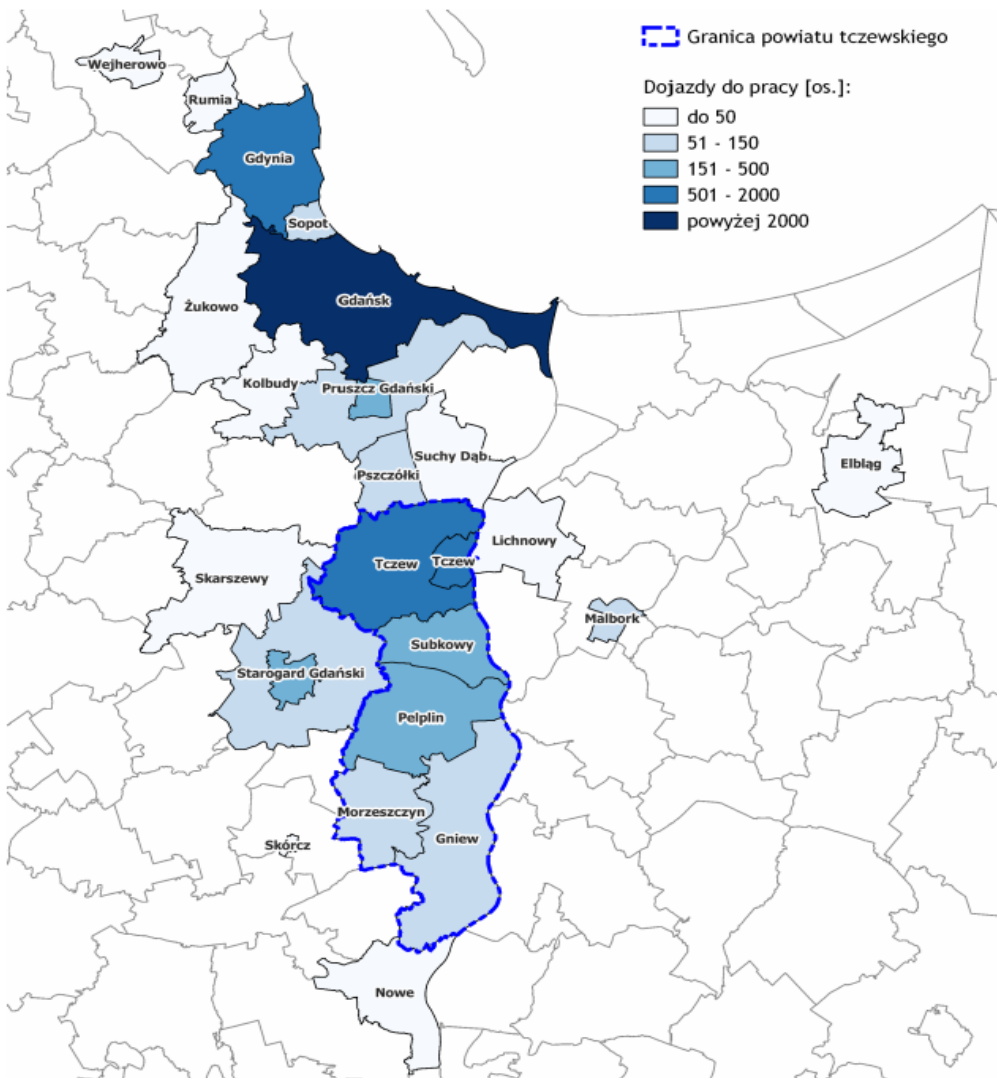 Granica powiatu tczewskiego
Dojazdy do pracy [os.]:
do 50
51 - 150
151 - 500
501 - 2000
powyżej 2000
Wejherowo
Rumia
Gdynia
Sopot
Gdańsk
Żukowo
Kolbudy
Pruszcz Gdański
Suchy Dąb
Pszczółki
Elbląg
Lichnowy
Tczew
Tczew
Skarszewy
Malbork
Subkowy
Starogard Gdański
Pelplin
Morzeszczyn
Gniew
Skórcz
Nowe